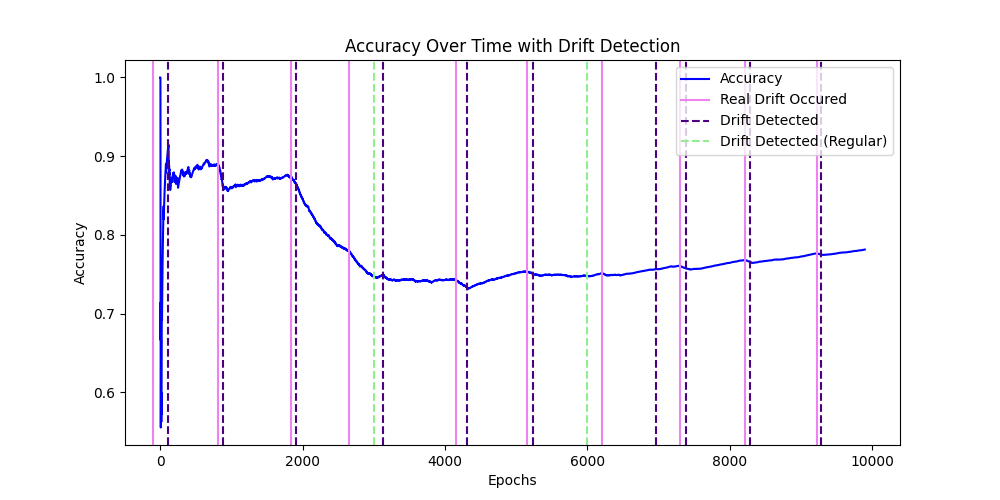 Accuracy Over Time with Drift Detection
1.0
0.9
0.8
0.7
0.6
Accuracy
Accuracy
Real Drift Occured
Drift Detected
Drift Detected (Regular)
0
2000
4000
6000
8000
10000
Epochs